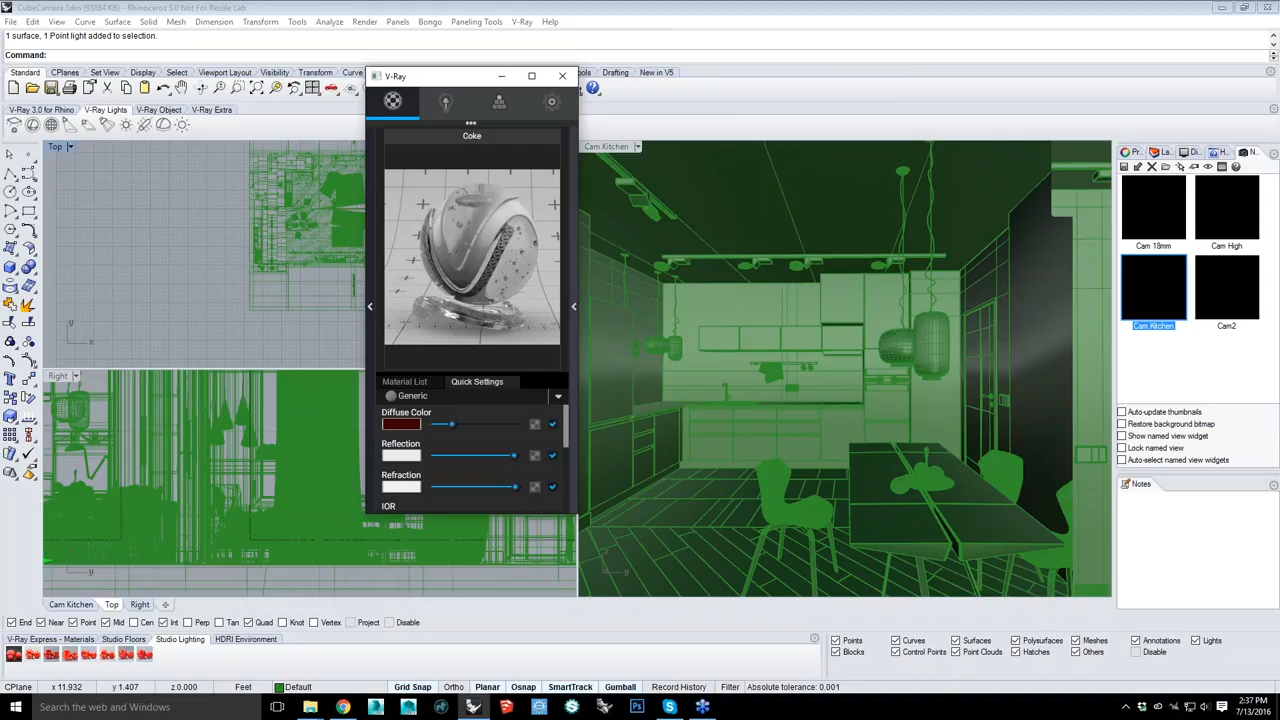 CubeCamera.3dm (93884 KB) - Rhinoceros 5.0 Not For Resale Lab
File Edit View Curve Surface Solid Mesh Dimension Transform Tools Analyze Render Panels Bongo Paneling Tools V-Ray Help
1 surface, 1 Point light added to selection.
Command:
Standard CPlanes Set View Display Select Viewport Layout Visibility Transform Curve
ols Drafting New in V5
V-Ray 3.0 for Rhino V-Ray Lights V-Ray Object V-Ray Extra
V-Ray
Coke
Material List Quick Settings
Generic
Diffuse Color
Reflection
Refraction
IOR
Top
Right
Cam Kitchen
y
x
z
y
Pr... La... Di... H... N...
Cam 18mm Cam High
Cam Kitchen Cam2
Auto-update thumbnails
Restore background bitmap
Show named view widget
Lock named view
Auto-select named view widgets
Notes
Cam Kitchen Top Right
End Near Point Mid Cen Int Perp Tan Quad Knot Vertex Project Disable
V-Ray Express - Materials Studio Floors Studio Lighting HDRI Environment
Points Curves Surfaces Polysurfaces Meshes Annotations Lights
Blocks Control Points Point Clouds Hatches Others Disable
CPlane x 11.932 y 1.407 z 0.000 Feet Default Grid Snap Ortho Planar Osnap SmartTrack Gumball Record History Filter Absolute tolerance: 0.001
Search the web and Windows
2:37 PM
7/13/2016